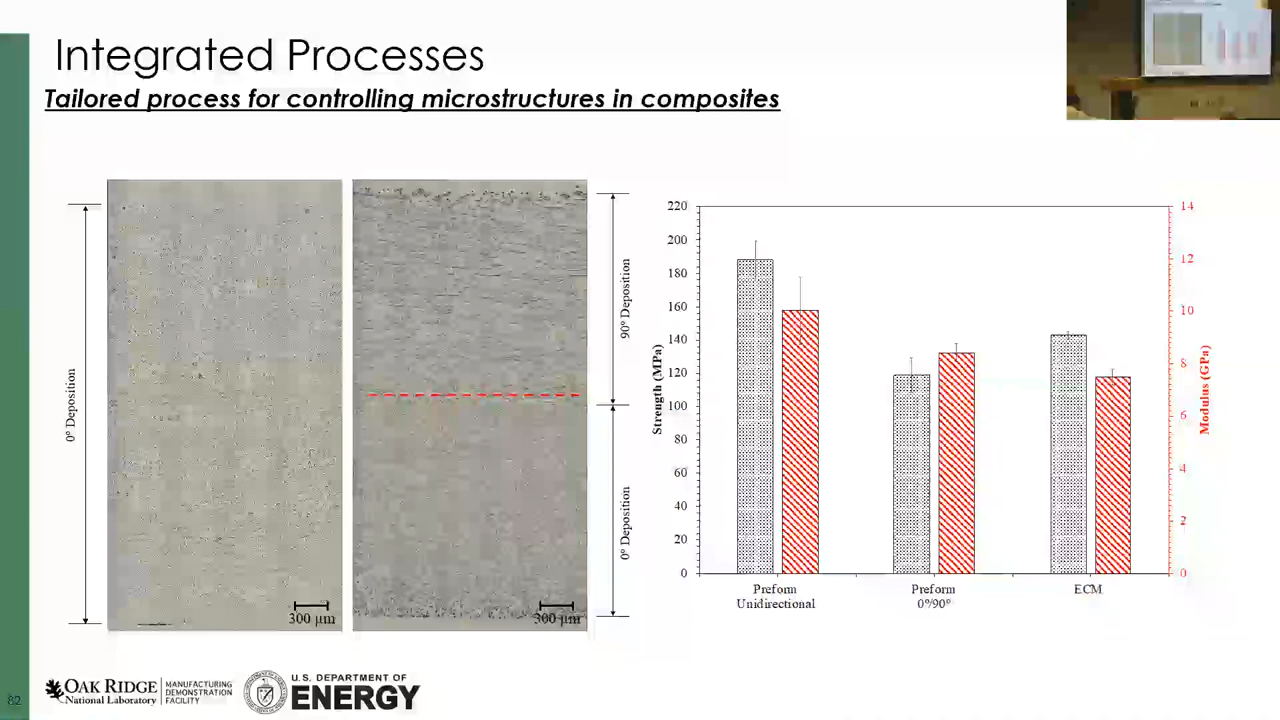 Integrated Processes
Tailored process for controlling microstructures in composites
0° Deposition
300 µm
300 µm
90° Deposition
0° Deposition
Strength (MPa)
220
200
180
160
140
120
100
80
60
40
20
0
14
12
10
8
6
4
2
0
Modulus (GPa)
Preform
Unidirectional
Preform
0°/90°
ECM
82
OAK RIDGE
National Laboratory
MANUFACTURING
DEMONSTRATION
FACILITY
U.S. DEPARTMENT OF
ENERGY